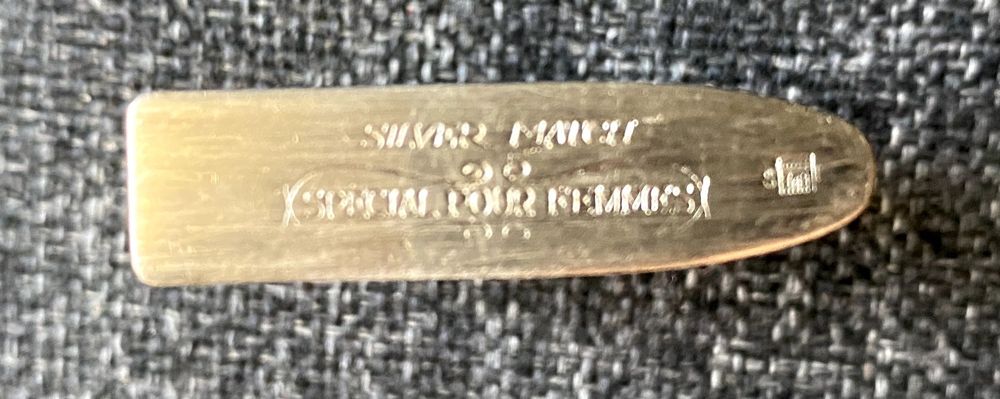 SILVER MATCH
SPECIAL POUR FEMMES